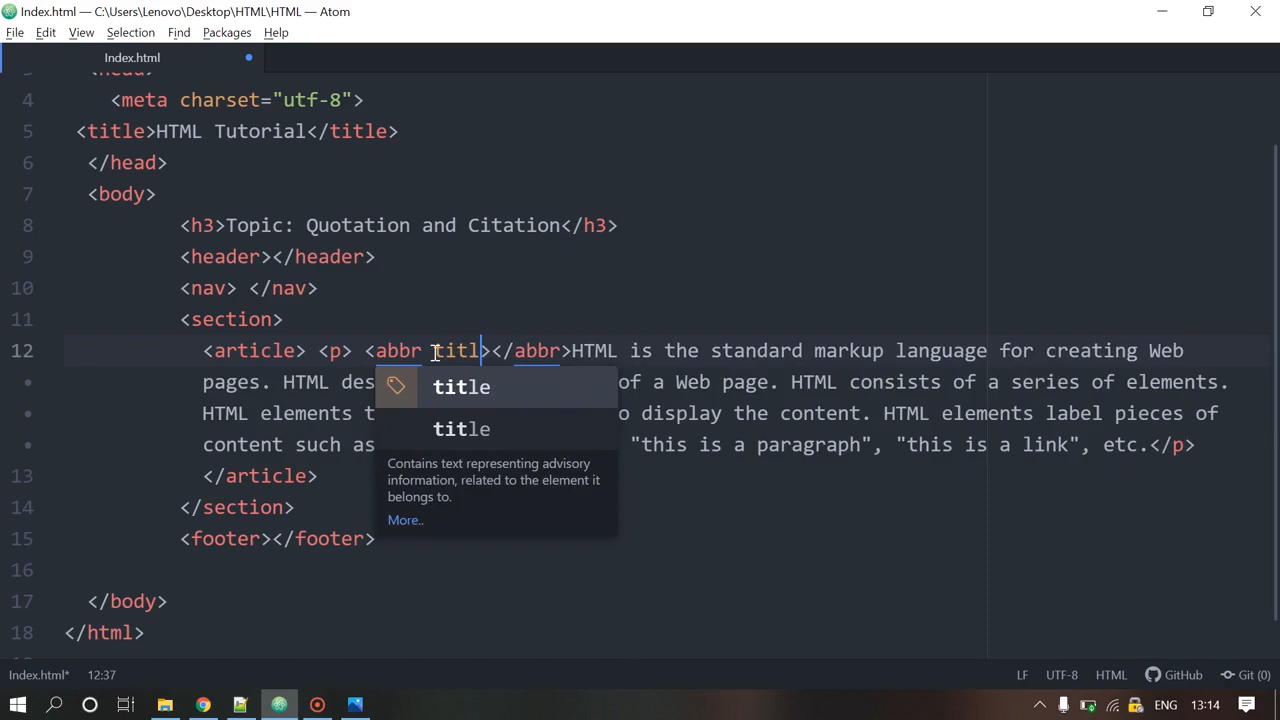 Index.html — C:\Users\Lenovo\Desktop\HTML\HTML — Atom
File Edit View Selection Find Packages Help
Index.html
4 <meta charset="utf-8">
5 <title>HTML Tutorial</title>
6 </head>
7 <body>
8 <h3>Topic: Quotation and Citation</h3>
9 <header></header>
10 <nav> </nav>
11 <section>
12 <article> <p> <abbr titl></abbr>HTML is the standard markup language for creating Web
pages. HTML des of a Web page. HTML consists of a series of elements.
HTML elements t o display the content. HTML elements label pieces of
content such as "this is a paragraph", "this is a link", etc.</p>
title
title
Contains text representing advisory
information, related to the element it
belongs to.
More..
13 </article>
14 </section>
15 <footer></footer>
16
17 </body>
18 </html>
Index.html* 12:37 LF UTF-8 HTML GitHub Git (0)
ENG 13:14